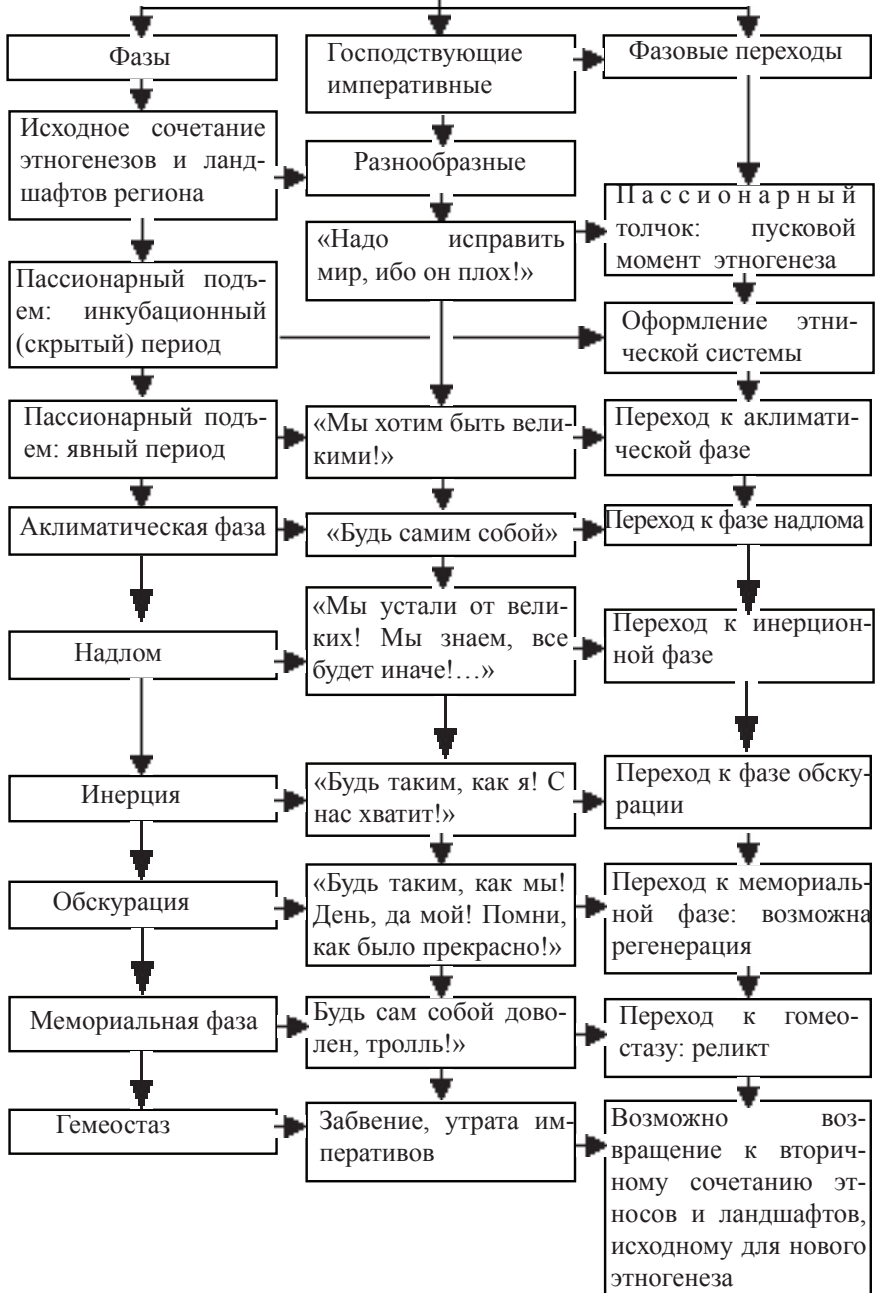 Фазы
Господствующие
императивные
Фазовые переходы
Исходное сочетание
этногенезов и ланд-
шафтов региона
Разнообразные
«Надо исправить
мир, ибо он плох!»
Пассионарный
толчок: пусковой
момент этногенеза
Пассионарный подъ-
ем: инкубационный
(скрытый) период
Оформление этни-
ческой системы
Пассионарный подъ-
ем: явный период
«Мы хотим быть вели-
кими!»
Переход к аклимати-
ческой фазе
Аклиматическая фаза
«Будь самим собой»
Переход к фазе надлома
Надлом
«Мы устали от вели-
ких! Мы знаем, все
будет иначе!…»
Переход к инерцион-
ной фазе
Инерция
«Будь таким, как я! С
нас хватит!»
Переход к фазе обску-
рации
Обскурация
«Будь таким, как мы!
День, да мой! Помни,
как было прекрасно!»
Переход к мемориаль-
ной фазе: возможна
регенерация
Мемориальная фаза
Будь сам собой дово-
лен, тролль!»
Переход к гомео-
стазу: реликт
Гемеостаз
Забвение, утрата им-
перативов
Возможно воз-
вращение к вторич-
ному сочетанию эт-
носов и ландшафтов,
исходному для нового
этногенеза